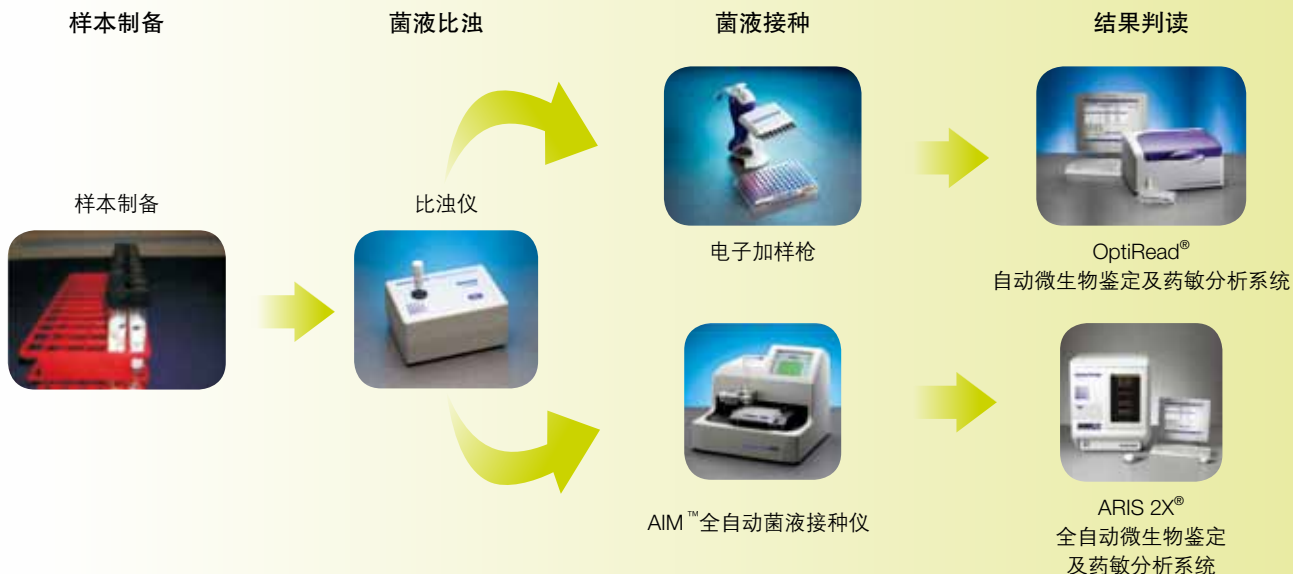 样本制备
菌液比浊
菌液接种
结果判读
样本制备
比浊仪
电子加样枪
OptiRead®
自动微生物鉴定及药敏分析系统
AIM™全自动菌液接种仪
ARIS 2X®
全自动微生物鉴定
及药敏分析系统